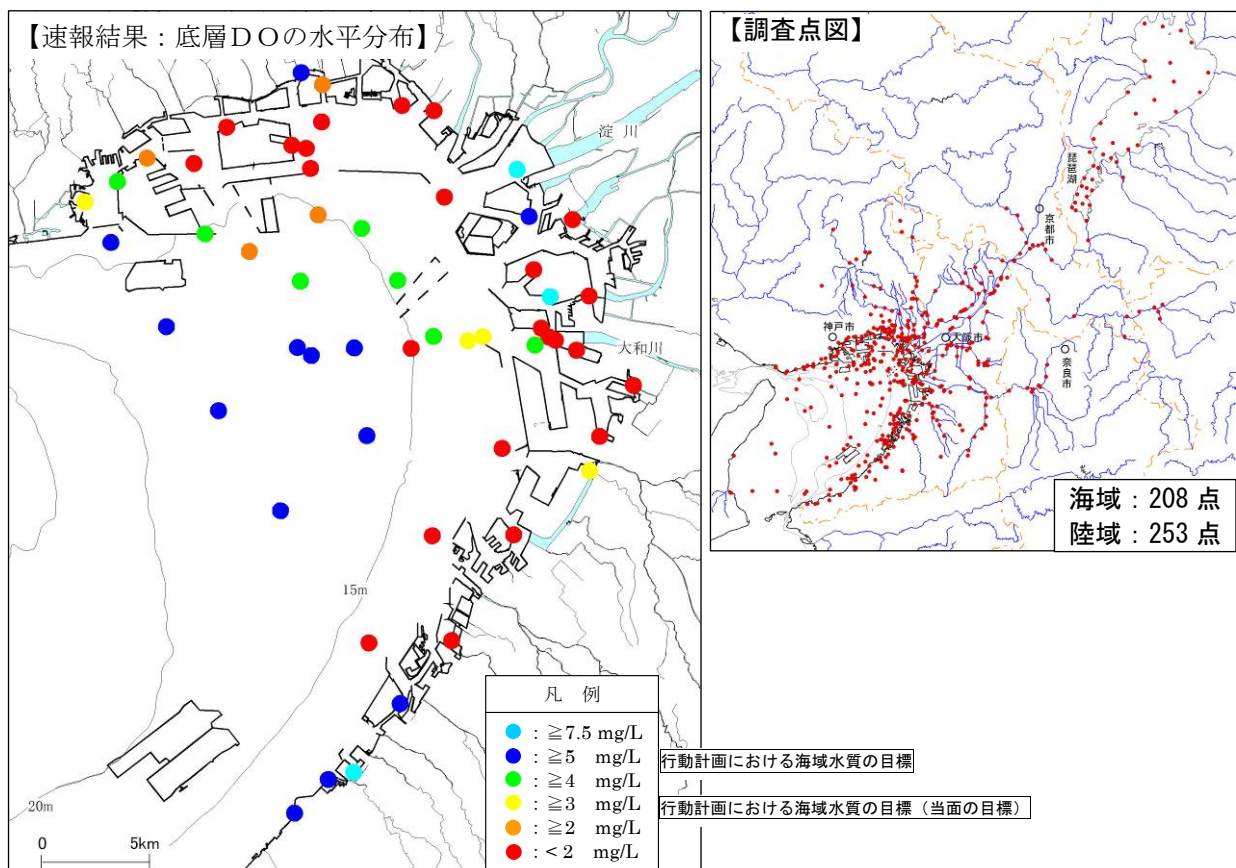 【速報結果：底層ＤＯの水平分布】
淀 川
大和川
15m
20m
0 5km
凡 例
：≧7.5 mg/L
：≧5 mg/L
：≧4 mg/L
：≧3 mg/L
：≧2 mg/L
：＜2 mg/L
行動計画における海域水質の目標
行動計画における海域水質の目標（当面の目標）
【調査点図】
琵琶湖
京都市
神戸市
大阪市
奈良市
海域：208 点
陸域：253 点